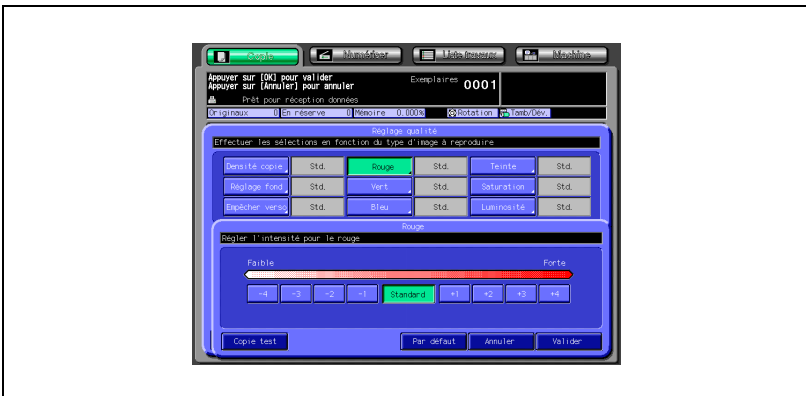 Copie Numériser Liste travaux Machine
Appuyer sur [OK] pour valider
Appuyer sur [Annuler] pour annuler
Exemplaires 0001
Prêt pour réception données
Originaux 0 En réserve 0 Mémoire 0.000% Rotation Tamb/Dév.
Réglage qualité
Effectuer les sélections en fonction du type d'image à reproduire
Densité copie Std. Rouge Std. Teinte Std.
Réglage fond Std. Vert Std. Saturation Std.
Empêcher verso Std. Bleu Std. Luminosité Std.
Rouge
Régler l'intensité pour le rouge
Faible Forte
-4 -3 -2 -1 Standard +1 +2 +3 +4
Copie test Par défaut Annuler Valider